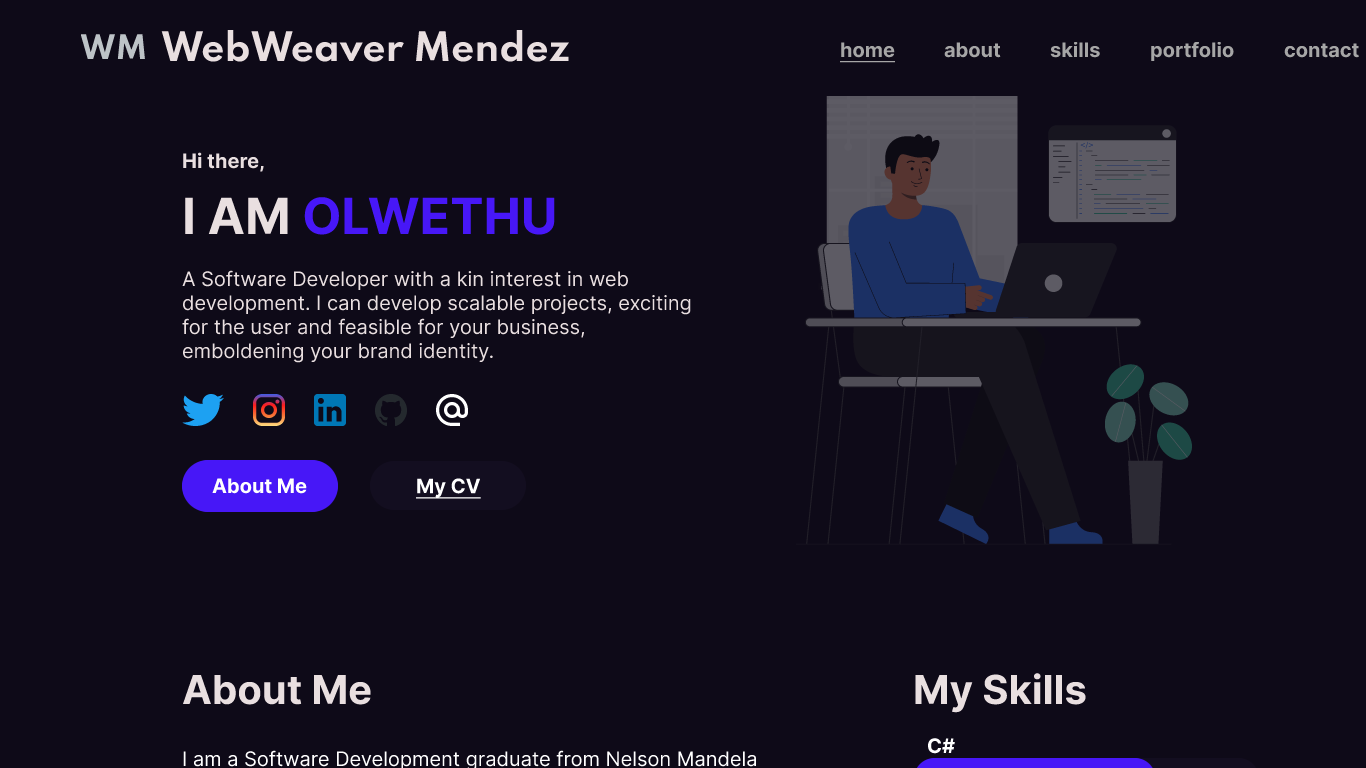 WM WebWeaver Mendez
home about skills portfolio contact
Hi there,
I AM OLWETHU
A Software Developer with a kin interest in web
development. I can develop scalable projects, exciting
for the user and feasible for your business,
emboldening your brand identity.
About Me My CV
About Me
I am a Software Development graduate from Nelson Mandela
My Skills
C#